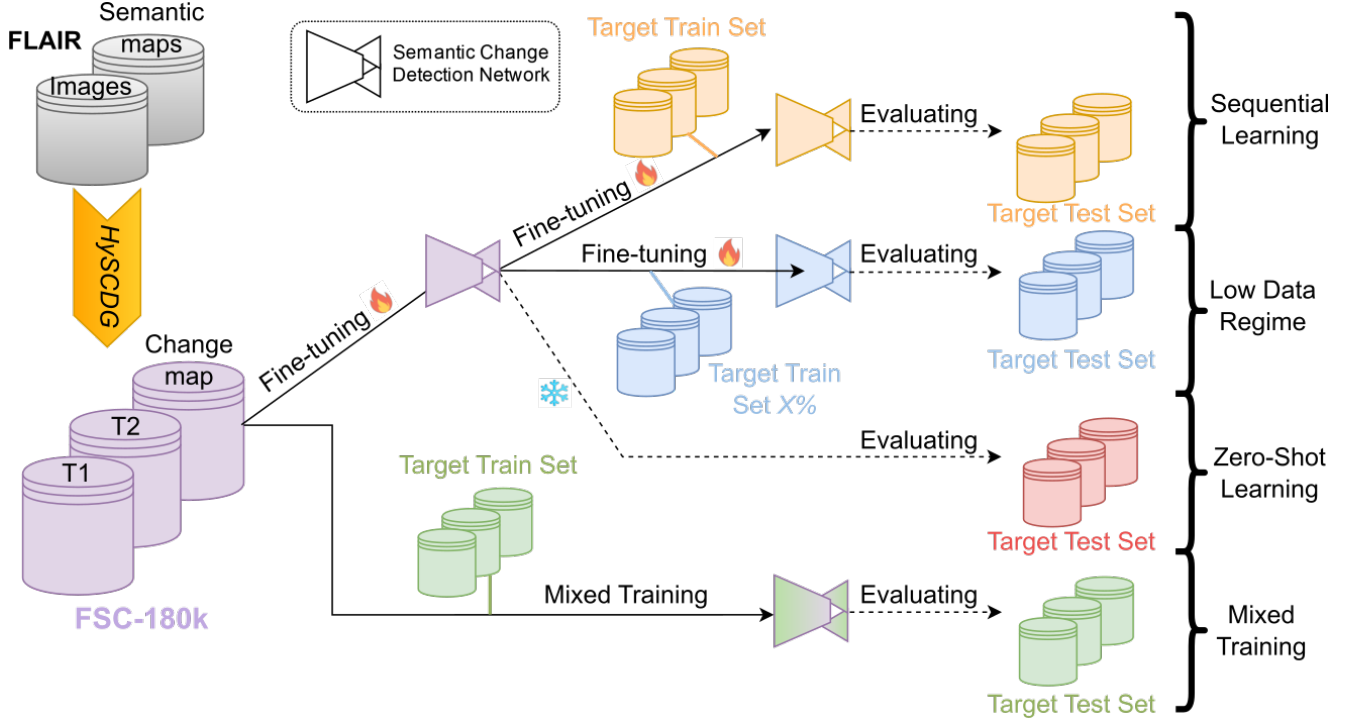 Semantic
maps
FLAIR
Images
HySCDG
Semantic Change
Detection Network
Change
map
T2
T1
FSC-180k
Fine-tuning
Target Train Set
Fine-tuning
Evaluating
Target Test Set
Sequential
Learning
Fine-tuning
Target Train
Set X%
Evaluating
Target Test Set
Low Data
Regime
Evaluating
Target Test Set
Zero-Shot
Learning
Target Train Set
Mixed Training
Evaluating
Target Test Set
Mixed
Training